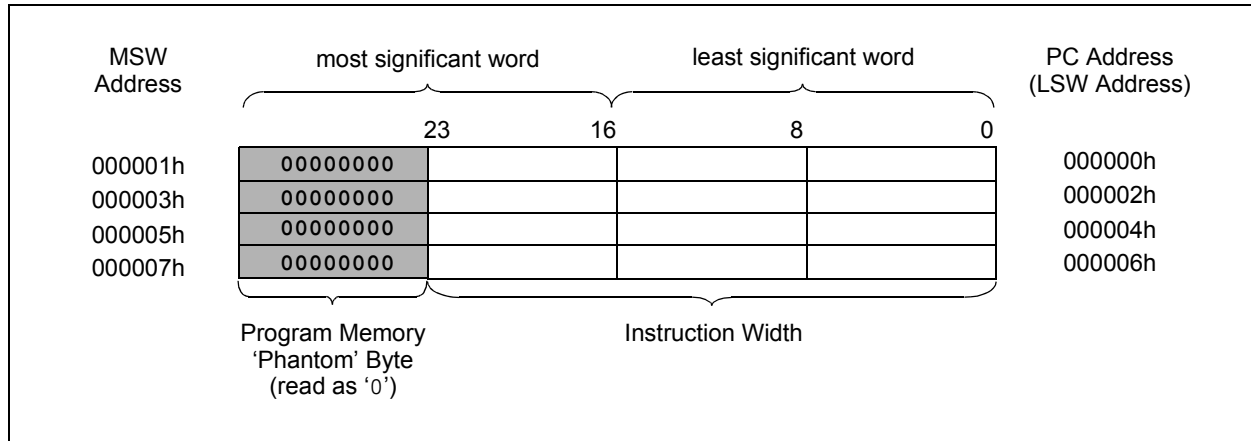 MSW
Address
most significant word
least significant word
PC Address
(LSW Address)
23
16
8
0
000001h
00000000
000000h
000003h
00000000
000002h
000005h
00000000
000004h
000007h
00000000
000006h
Program Memory
‘Phantom’ Byte
(read as ‘0’)
Instruction Width